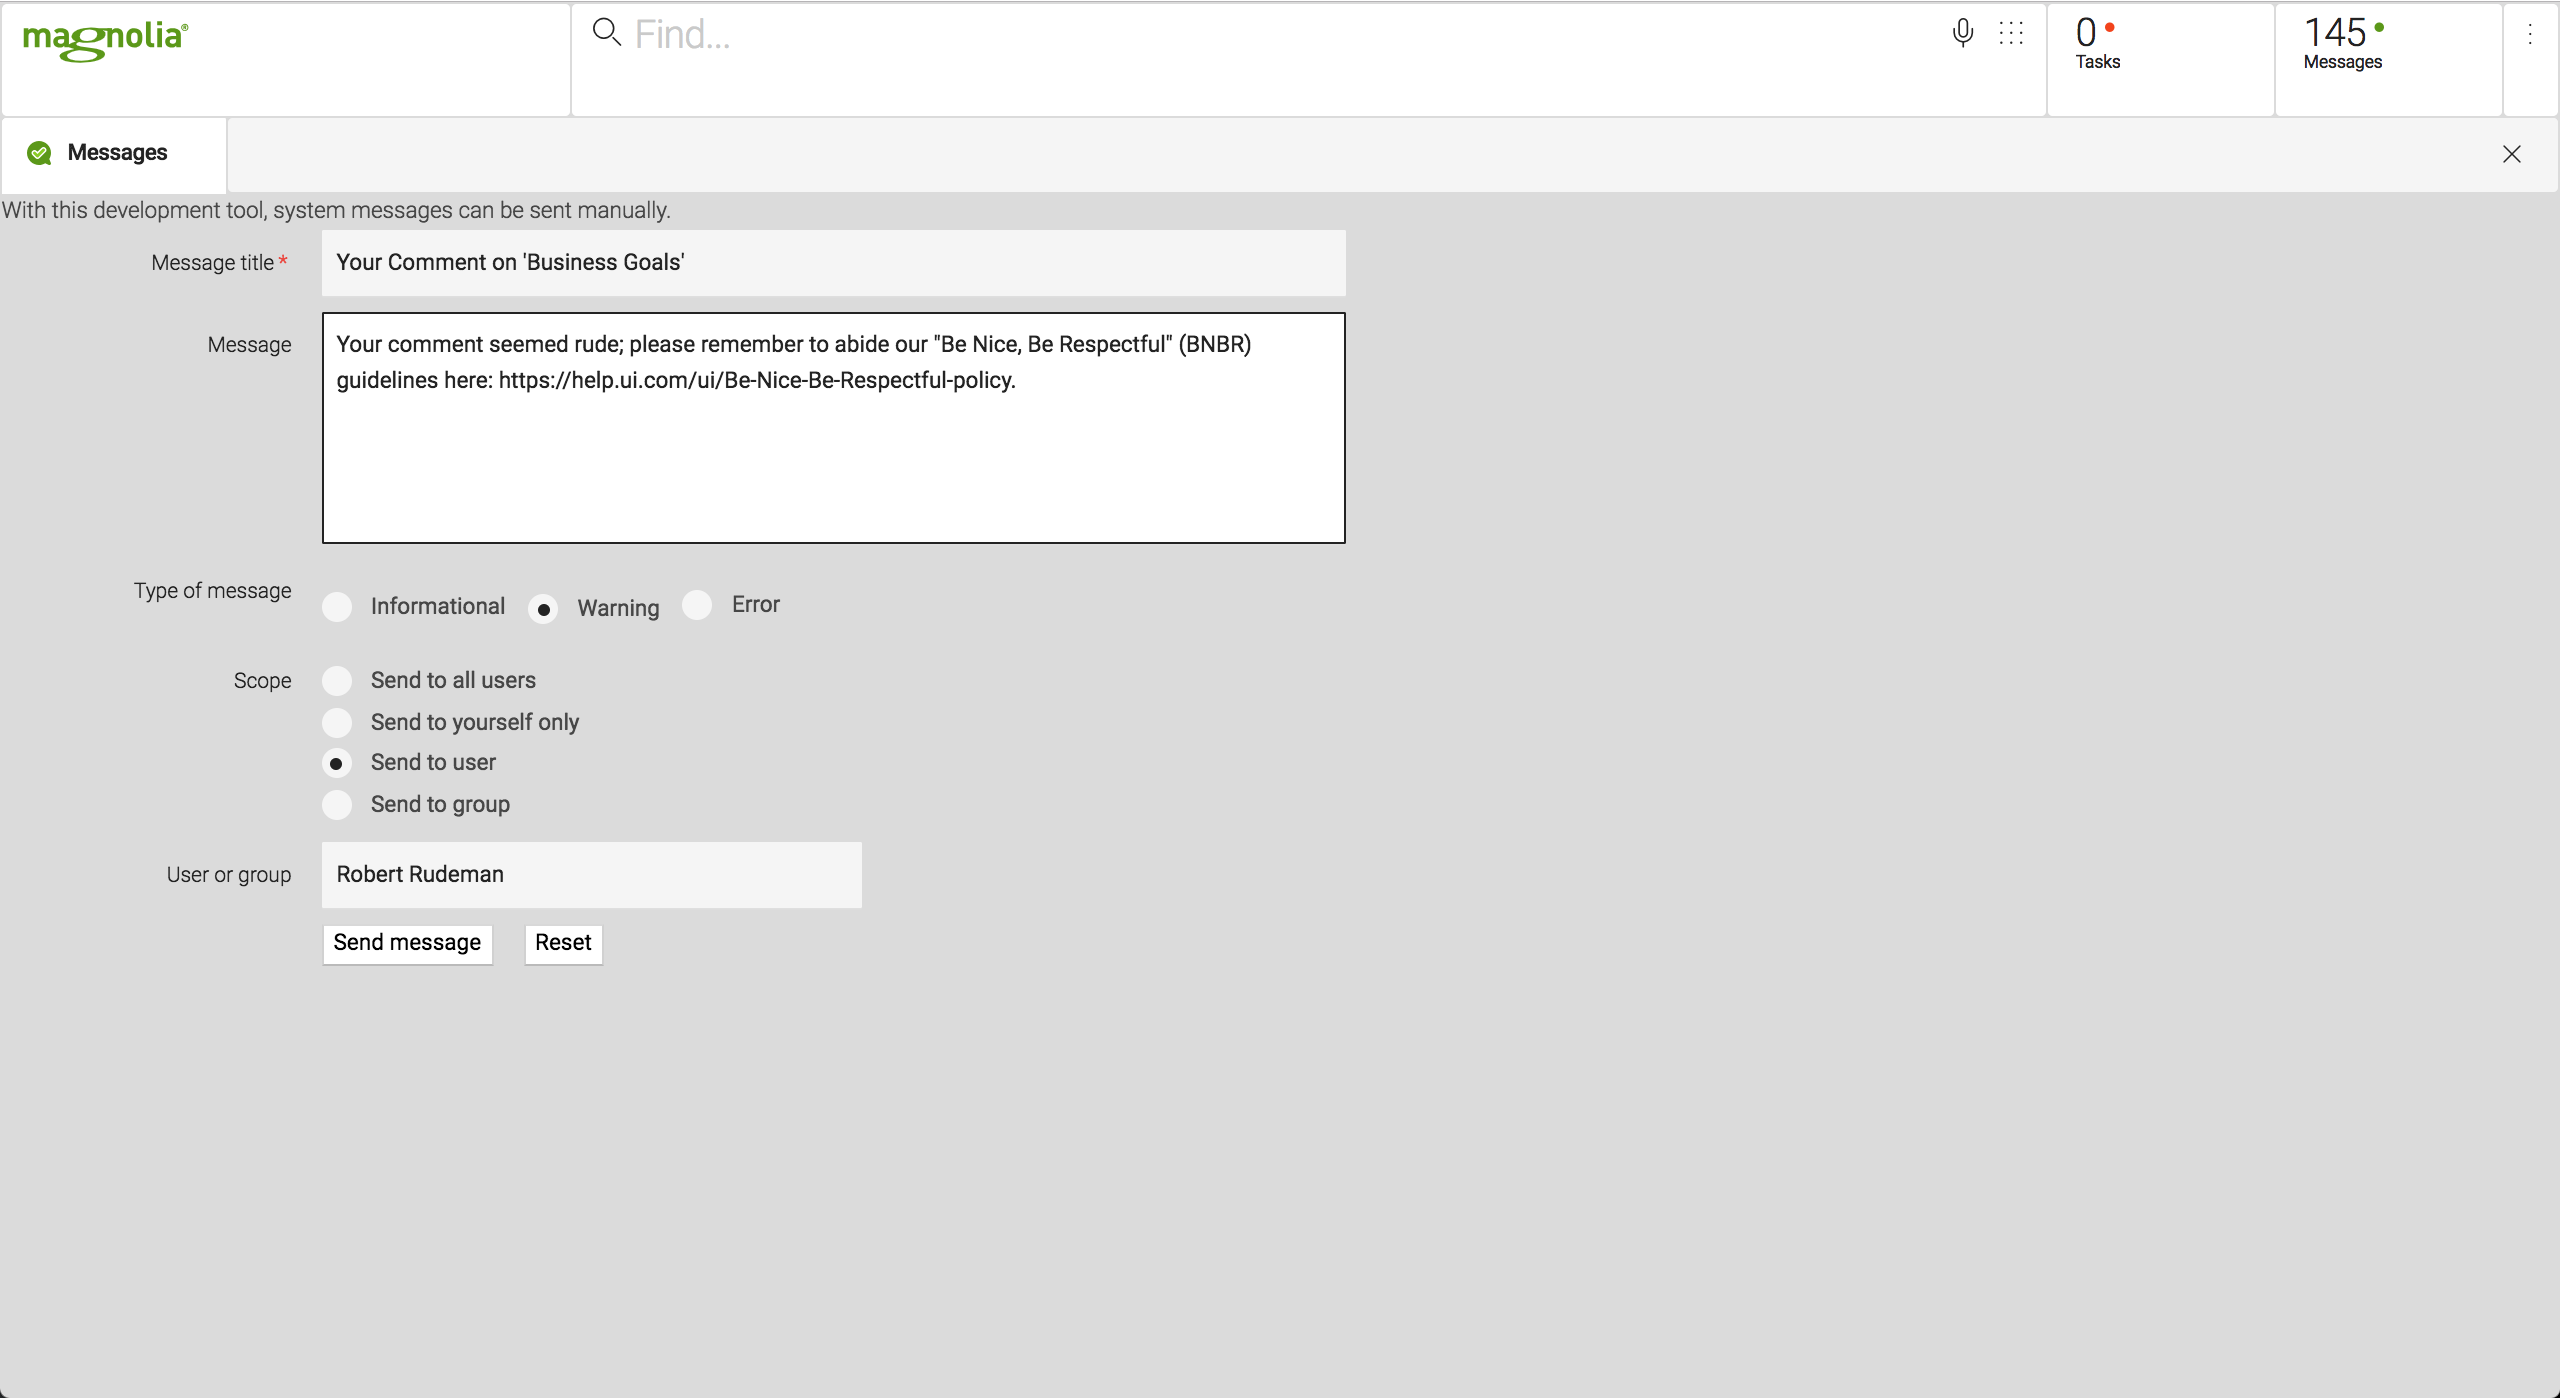 magnolia®
Find...
0
Tasks
145
Messages
Messages
With this development tool, system messages can be sent manually.
Message title*
Your Comment on 'Business Goals'
Message
Your comment seemed rude; please remember to abide our "Be Nice, Be Respectful" (BNBR)
guidelines here: https://help.ui.com/ui/Be-Nice-Be-Respectful-policy.
Type of message
Informational
Warning
Error
Scope
Send to all users
Send to yourself only
Send to user
Send to group
User or group
Robert Rudeman
Send message
Reset